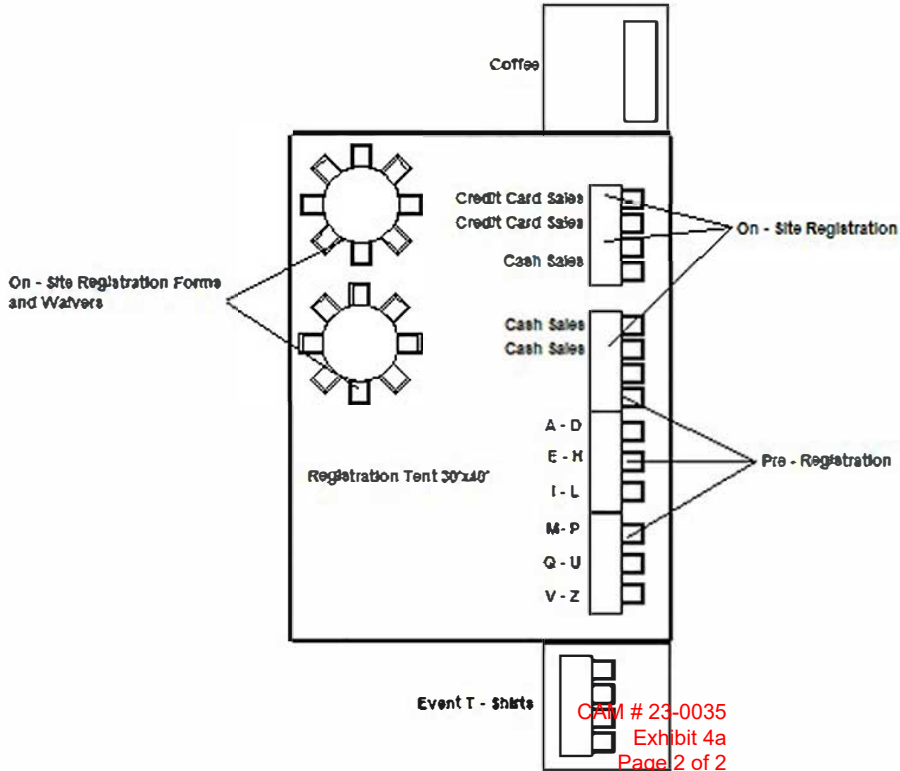 Coffee
Credit Card Sales
Credit Card Sales
On - Site Registration
Cash Sales
On - Site Registration Forms
and Waivers
Cash Sales
Cash Sales
A - D
E - H
Pre - Registration
Registration Tent 30'x40'
I - L
M- P
Q - U
V - Z
Event T - Shirts
CAM # 23-0035
Exhibit 4a
Page 2 of 2